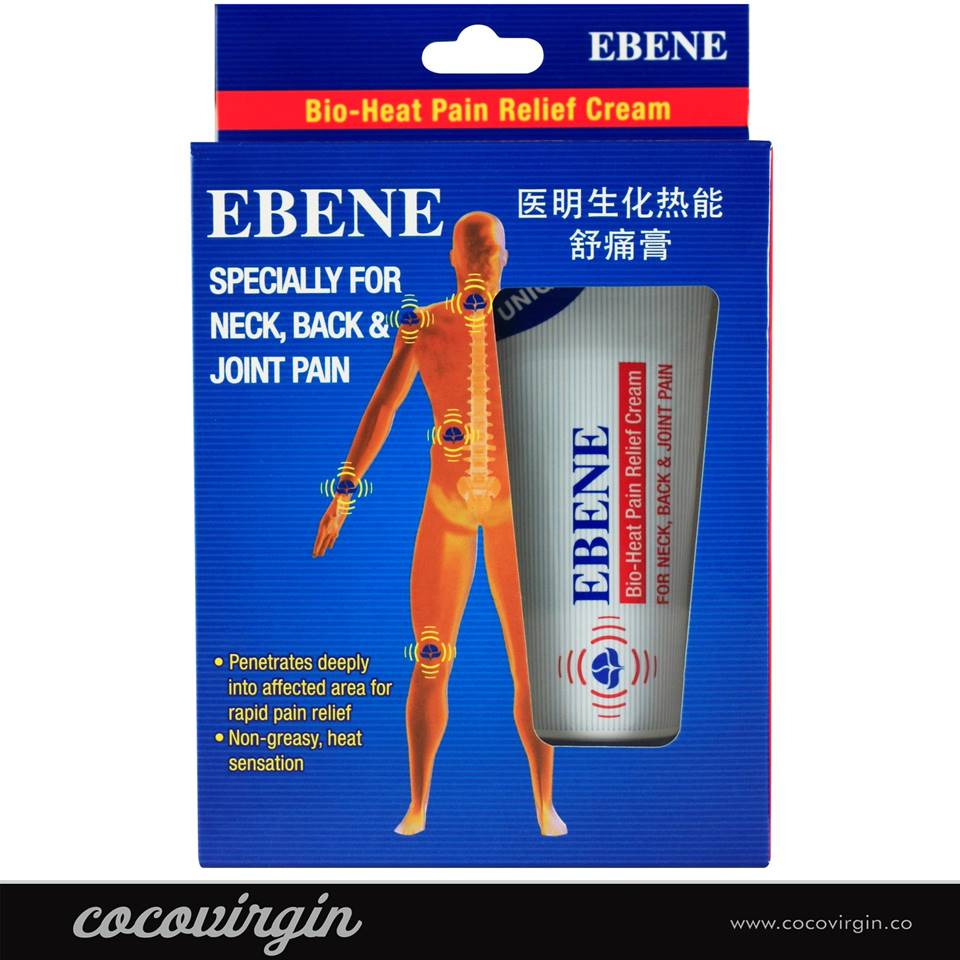 EBENE
Bio-Heat Pain Relief Cream
EBENE
医明生化热能
舒痛膏
SPECIALLY FOR
NECK, BACK &
JOINT PAIN
EBENE
Bio-Heat Pain Relief Cream
FOR NECK, BACK & JOINT PAIN
• Penetrates deeply
into affected area for
rapid pain relief
• Non-greasy, heat
sensation
cocovirgin
www.cocovirgin.co